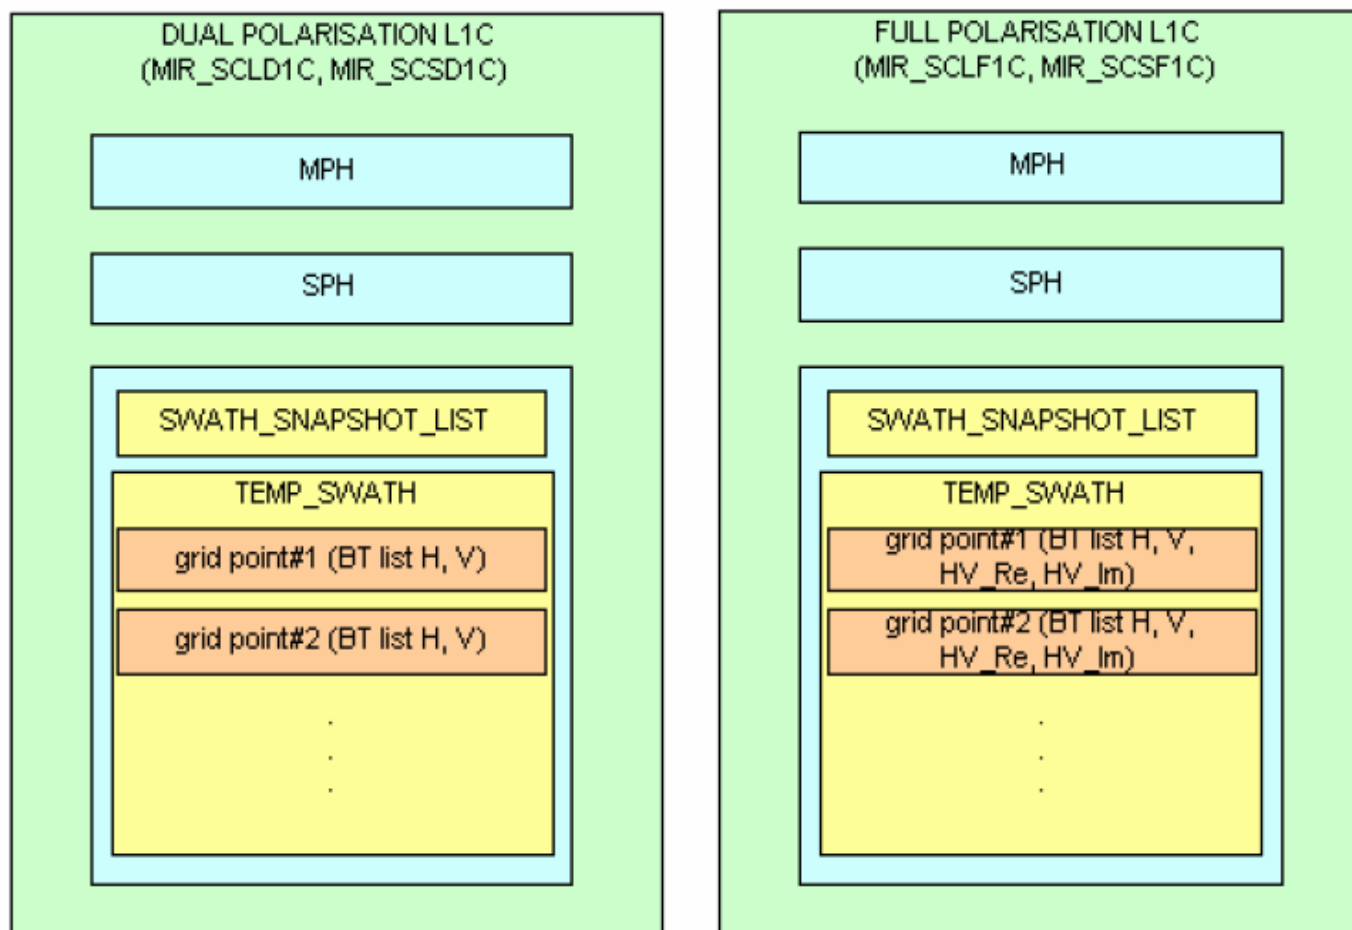 DUAL POLARISATION L1C
(MIR_SCLD1C, MIR_SCSD1C)
MPH
SPH
SWATH_SNAPSHOT_LIST
TEMP_SWATH
grid point#1 (BT list H, V)
grid point#2 (BT list H, V)
.
.
.
FULL POLARISATION L1C
(MIR_SCLF1C, MIR_SCSF1C)
MPH
SPH
SWATH_SNAPSHOT_LIST
TEMP_SWATH
grid point#1 (BT list H, V,
HV_Re, HV_Im)
grid point#2 (BT list H, V,
HV_Re, HV_Im)
.
.
.